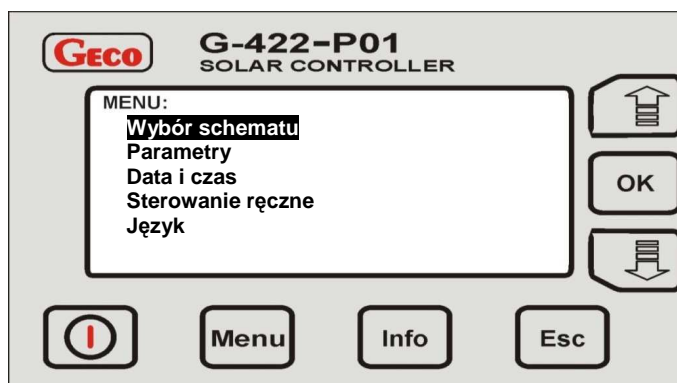 GECO
G-422-P01
SOLAR CONTROLLER
MENU:
Wybór schematu
Parametry
Data i czas
Sterowanie ręczne
Język
OK
Menu
Info
Esc